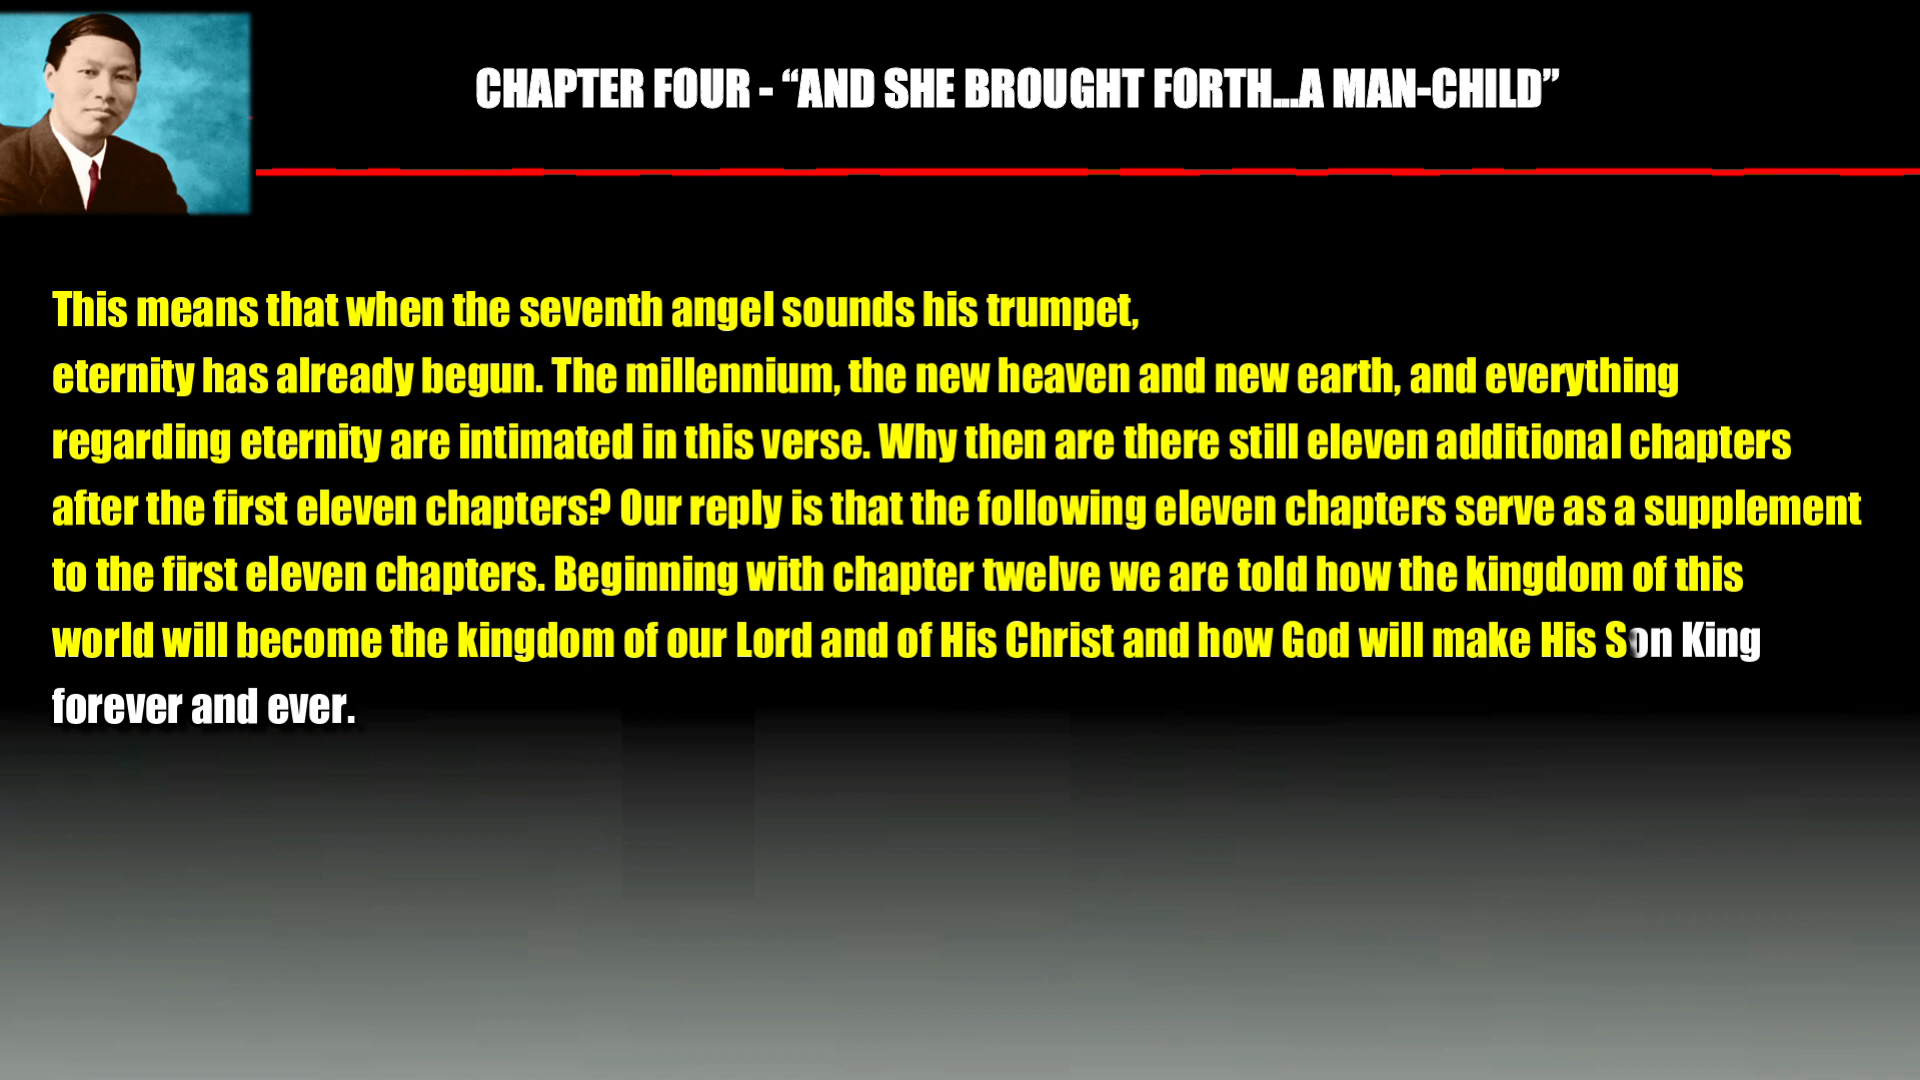 CHAPTER FOUR - “AND SHE BROUGHT FORTH...A MAN-CHILD”
This means that when the seventh angel sounds his trumpet,
eternity has already begun. The millennium, the new heaven and new earth, and everything
regarding eternity are intimated in this verse. Why then are there still eleven additional chapters
after the first eleven chapters? Our reply is that the following eleven chapters serve as a supplement
to the first eleven chapters. Beginning with chapter twelve we are told how the kingdom of this
world will become the kingdom of our Lord and of His Christ and how God will make His Son King
forever and ever.